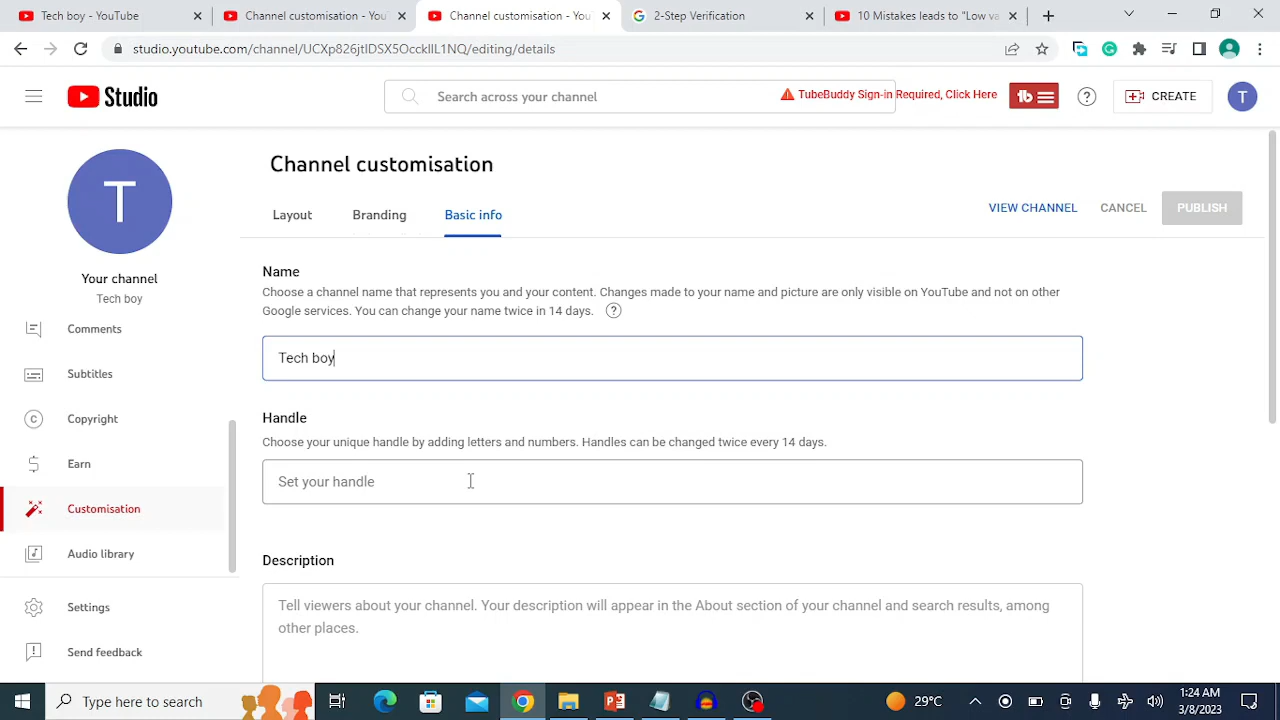 Tech boy - YouTube
Customisation
Channel customisation - You
Channel customisation - You
2-Step Verification
10 Mistakes leads to "Low va
studio.youtube.com/channel/UCXp826jtIDSX5OcckllL1NQ/editing/details
Studio
Search across your channel
TubeBuddy Sign-in Required, Click Here
CREATE
T
T
Your channel
Tech boy
Comments
Subtitles
Copyright
Earn
Customisation
Audio library
Settings
Send feedback
Channel customisation
Layout
Branding
Basic info
VIEW CHANNEL
CANCEL
PUBLISH
Name
Choose a channel name that represents you and your content. Changes made to your name and picture are only visible on YouTube and not on other
Google services. You can change your name twice in 14 days.
Tech boy
Handle
Choose your unique handle by adding letters and numbers. Handles can be changed twice every 14 days.
Set your handle
Description
Tell viewers about your channel. Your description will appear in the About section of your channel and search results, among
other places.
Type here to search
29°C
1:24 AM
3/8/2023